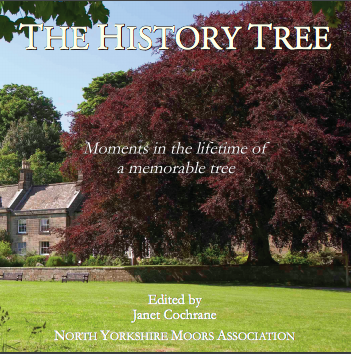 THE HISTORY TREE
Moments in the lifetime of
a memorable tree
Edited by
Janet Cochrane
NORTH YORKSHIRE MOORS ASSOCIATION